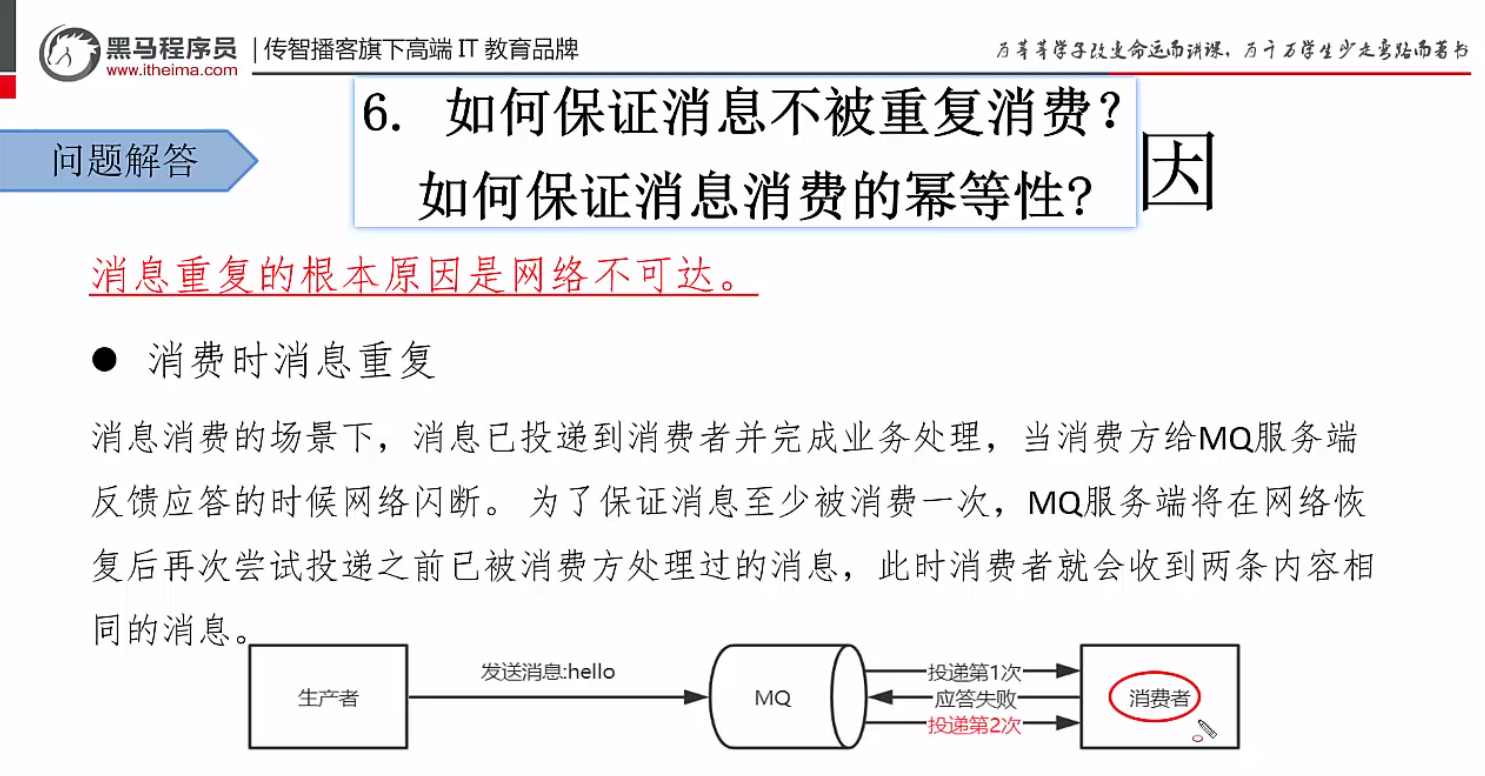 黑马程序员
www.itheima.com
传智播客旗下高端 IT 教育品牌
为莘莘学子改变命运而讲课,为千万学生少走弯路而著书
问题解答
6. 如何保证消息不被重复消费?
如何保证消息消费的幂等性?
因
消息重复的根本原因是网络不可达。
● 消费时消息重复
消息消费的场景下,消息已投递到消费者并完成业务处理,当消费方给MQ服务端
反馈应答的时候网络闪断。 为了保证消息至少被消费一次,MQ服务端将在网络恢
复后再次尝试投递之前已被消费方处理过的消息,此时消费者就会收到两条内容相
同的消息。
生产者
发送消息:hello
MQ
投递第1次
应答失败
投递第2次
消费者